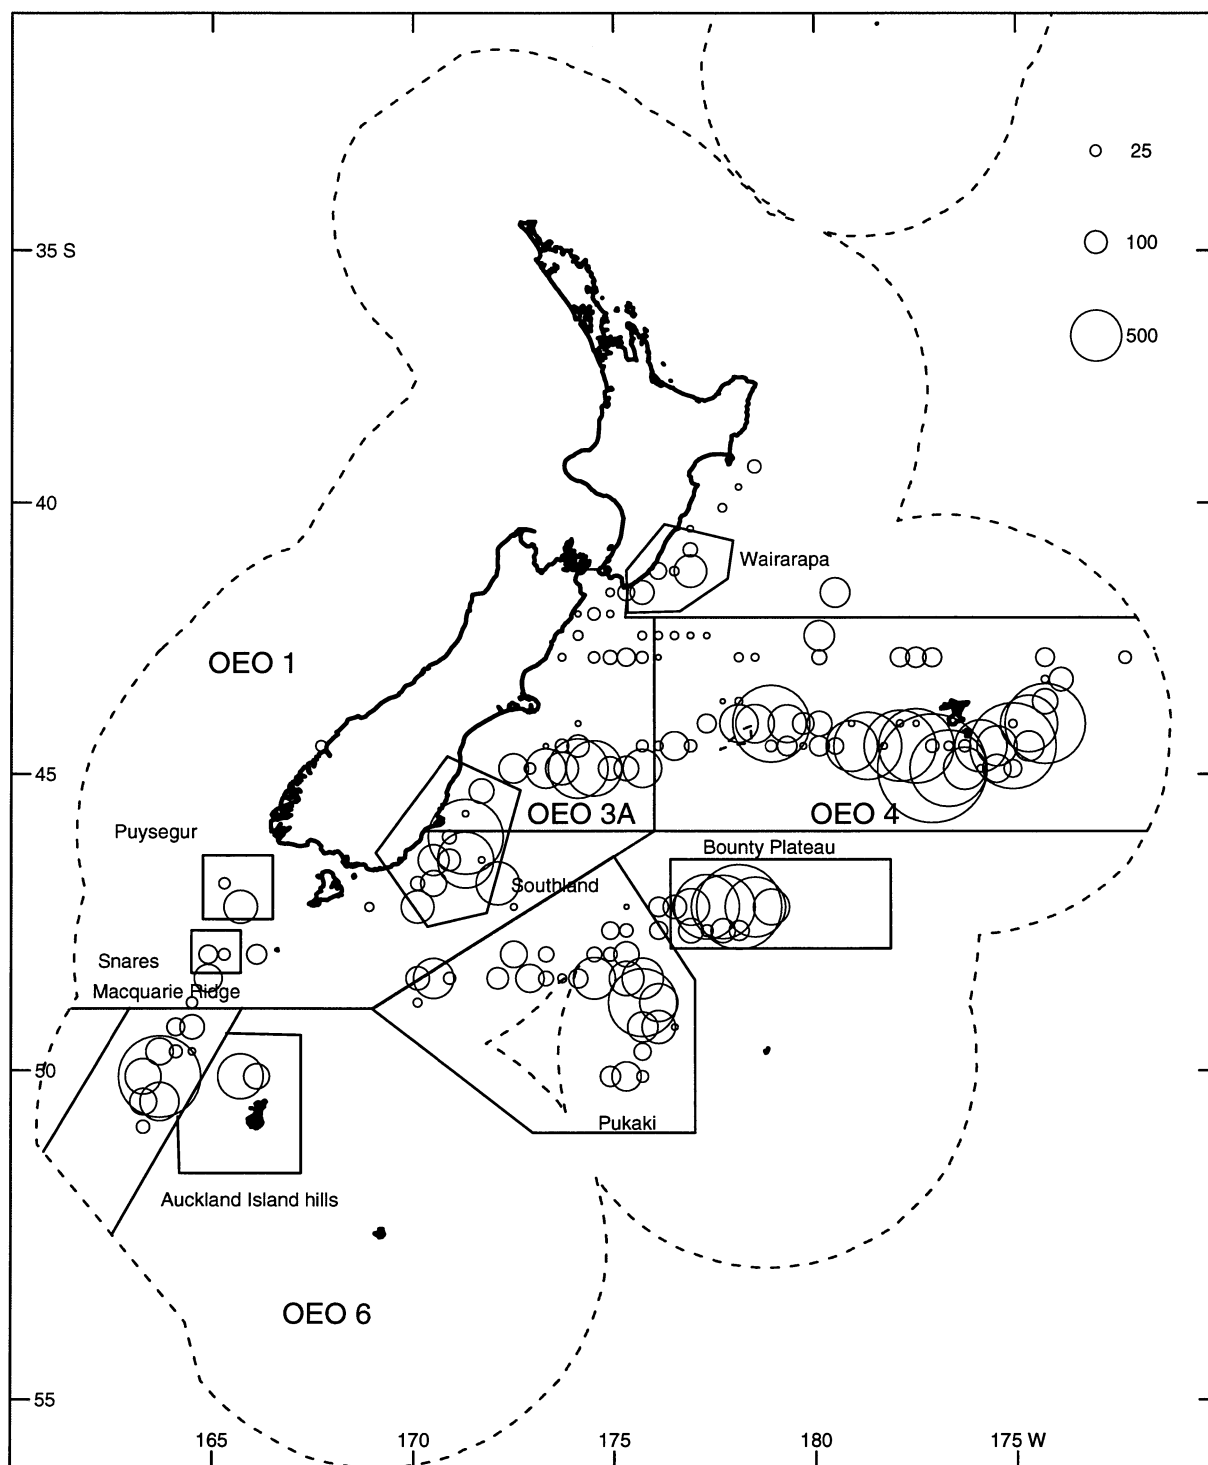 25
100
35 S
500
40
Wairarapa
OEO 1
OEO 3A
OEO 4
Puysegur
Bounty Plateau
Southland
Snares
Macquarie Ridge
50
Pukaki
Auckland Island hills
OEO 6
45
55
165
170
175
180
175 W